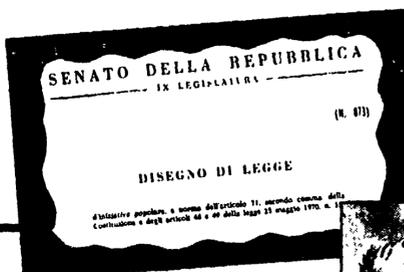 SENATO DELLA REPUBBLICA
IX LEGISLATURA
(N. 873)
DISEGNO DI LEGGE
d'iniziativa popolare, a norma dell'articolo 71, secondo comma della
Costituzione e degli articoli 48 e 49 della legge 25 maggio 1970, n.